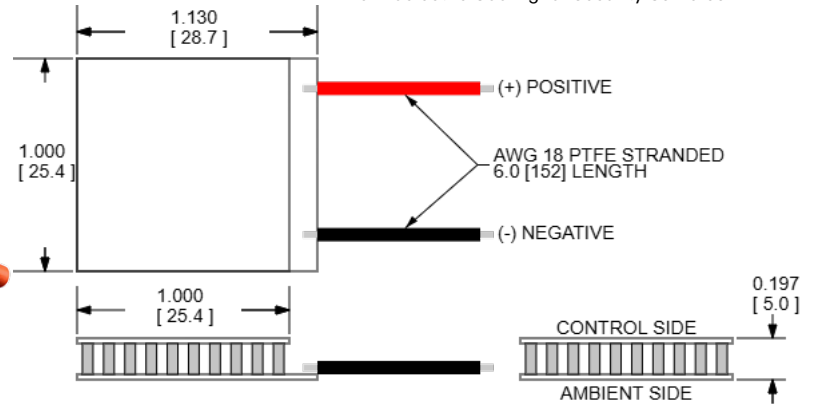 1.130
[ 28.7 ]
(+) POSITIVE
1.000
[ 25.4 ]
AWG 18 PTFE STRANDED
6.0 [152] LENGTH
(-) NEGATIVE
1.000
[ 25.4 ]
0.197
[ 5.0 ]
CONTROL SIDE
AMBIENT SIDE